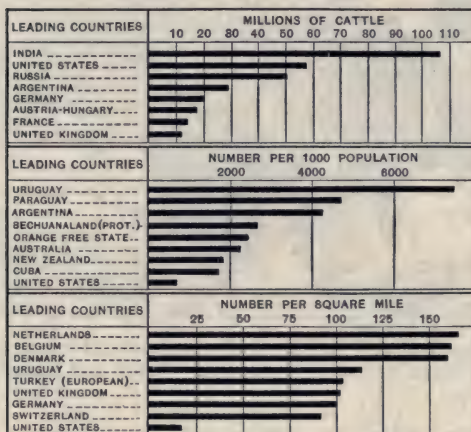 LEADING COUNTRIES
MILLIONS OF CATTLE
10 20 30 40 50 60 70 80 90 100 110
INDIA
UNITED STATES
RUSSIA
ARGENTINA
GERMANY
AUSTRIA-HUNGARY
FRANCE
UNITED KINGDOM
LEADING COUNTRIES
NUMBER PER 1000 POPULATION
2000 4000 6000
URUGUAY
PARAGUAY
ARGENTINA
BECHUANALAND (PROT.)
ORANGE FREE STATE
AUSTRALIA
NEW ZEALAND
CUBA
UNITED STATES
LEADING COUNTRIES
NUMBER PER SQUARE MILE
25 50 75 100 125 150
NETHERLANDS
BELGIUM
DENMARK
URUGUAY
TURKEY (EUROPEAN)
UNITED KINGDOM
GERMANY
SWITZERLAND
UNITED STATES